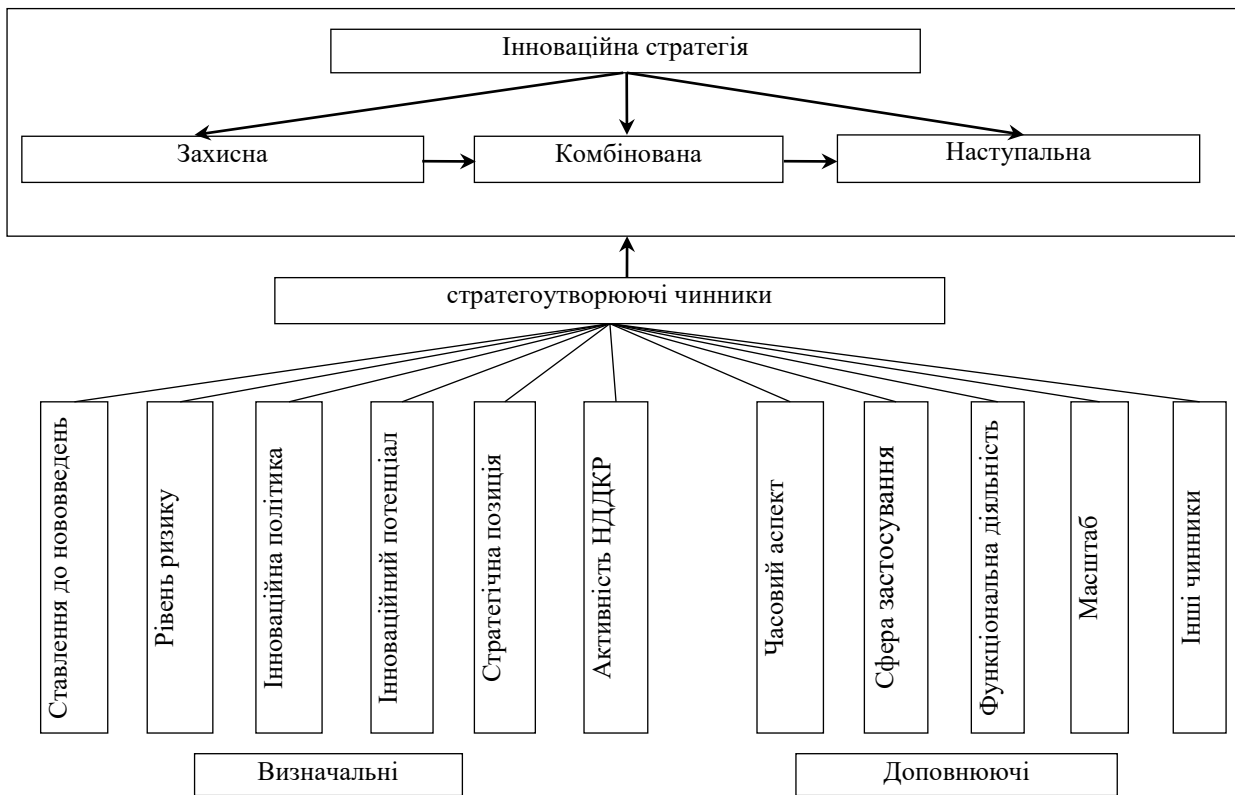 Інноваційна стратегія
Захисна
Комбінована
Наступальна
стратегоутворюючі чинники
Ставлення до нововведень
Рівень ризику
Інноваційна політика
Інноваційний потенціал
Стратегічна позиція
Активність НДДКР
Часовий аспект
Сфера застосування
Функціональна діяльність
Масштаб
Інші чинники
Визначальні
Доповнюючі